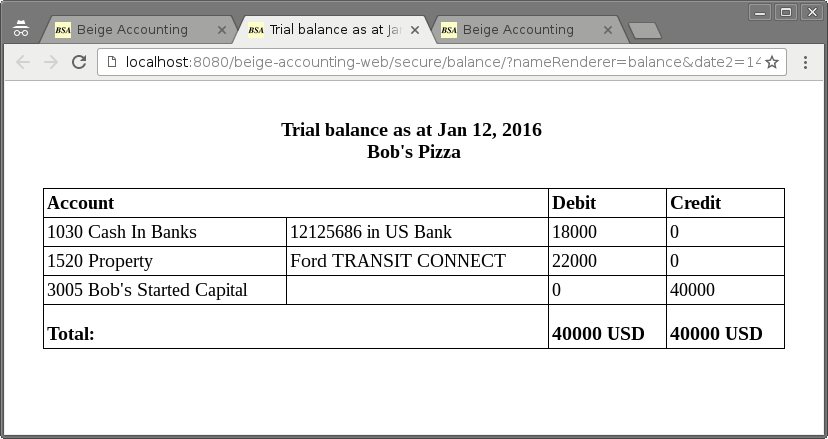 BSA Beige Accounting × BSA Trial balance as at Ja × BSA Beige Accounting ×
localhost:8080/beige-accounting-web/secure/balance/?nameRenderer=balance&date2=14
Trial balance as at Jan 12, 2016
Bob's Pizza
Account Debit Credit
1030 Cash In Banks 12125686 in US Bank 18000 0
1520 Property Ford TRANSIT CONNECT 22000 0
3005 Bob's Started Capital 0 40000
Total: 40000 USD 40000 USD